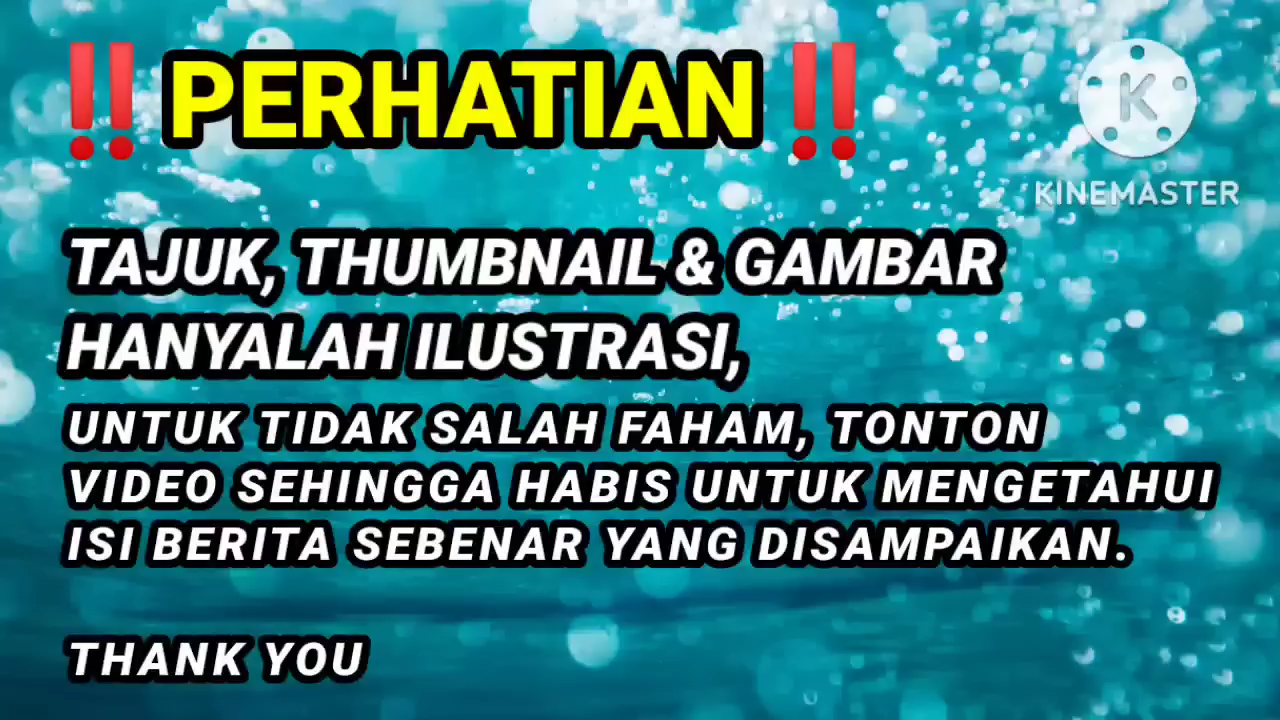 ‼️PERHATIAN‼️
K
KINEMASTER
TAJUK, THUMBNAIL & GAMBAR
HANYALAH ILUSTRASI,
UNTUK TIDAK SALAH FAHAM, TONTON
VIDEO SEHINGGA HABIS UNTUK MENGETAHUI
ISI BERITA SEBENAR YANG DISAMPAIKAN.
THANK YOU